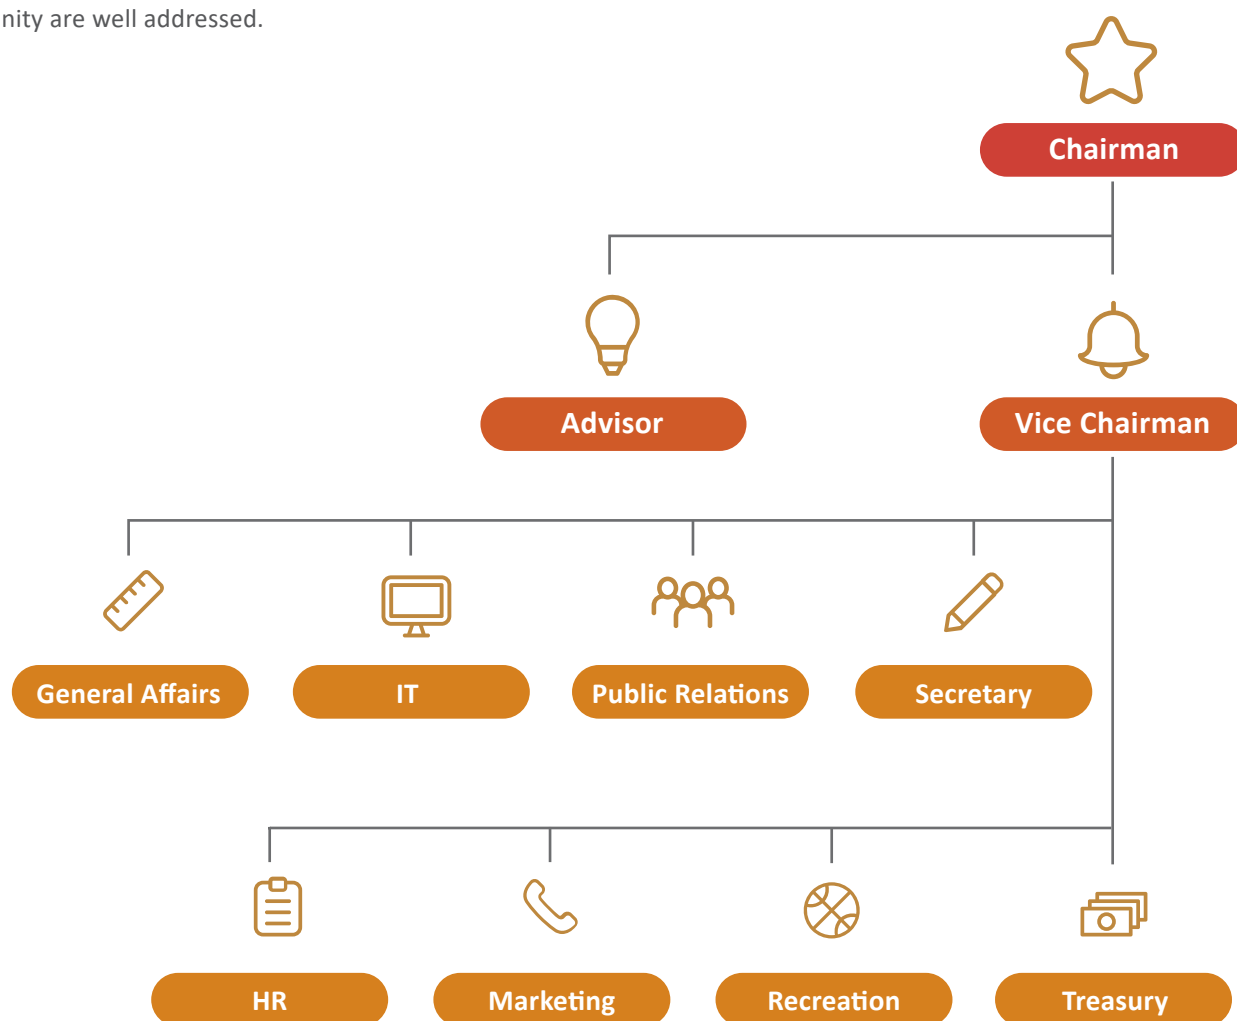 nity are well addressed.
Chairman
Advisor
Vice Chairman
General Affairs
IT
Public Relations
Secretary
HR
Marketing
Recreation
Treasury